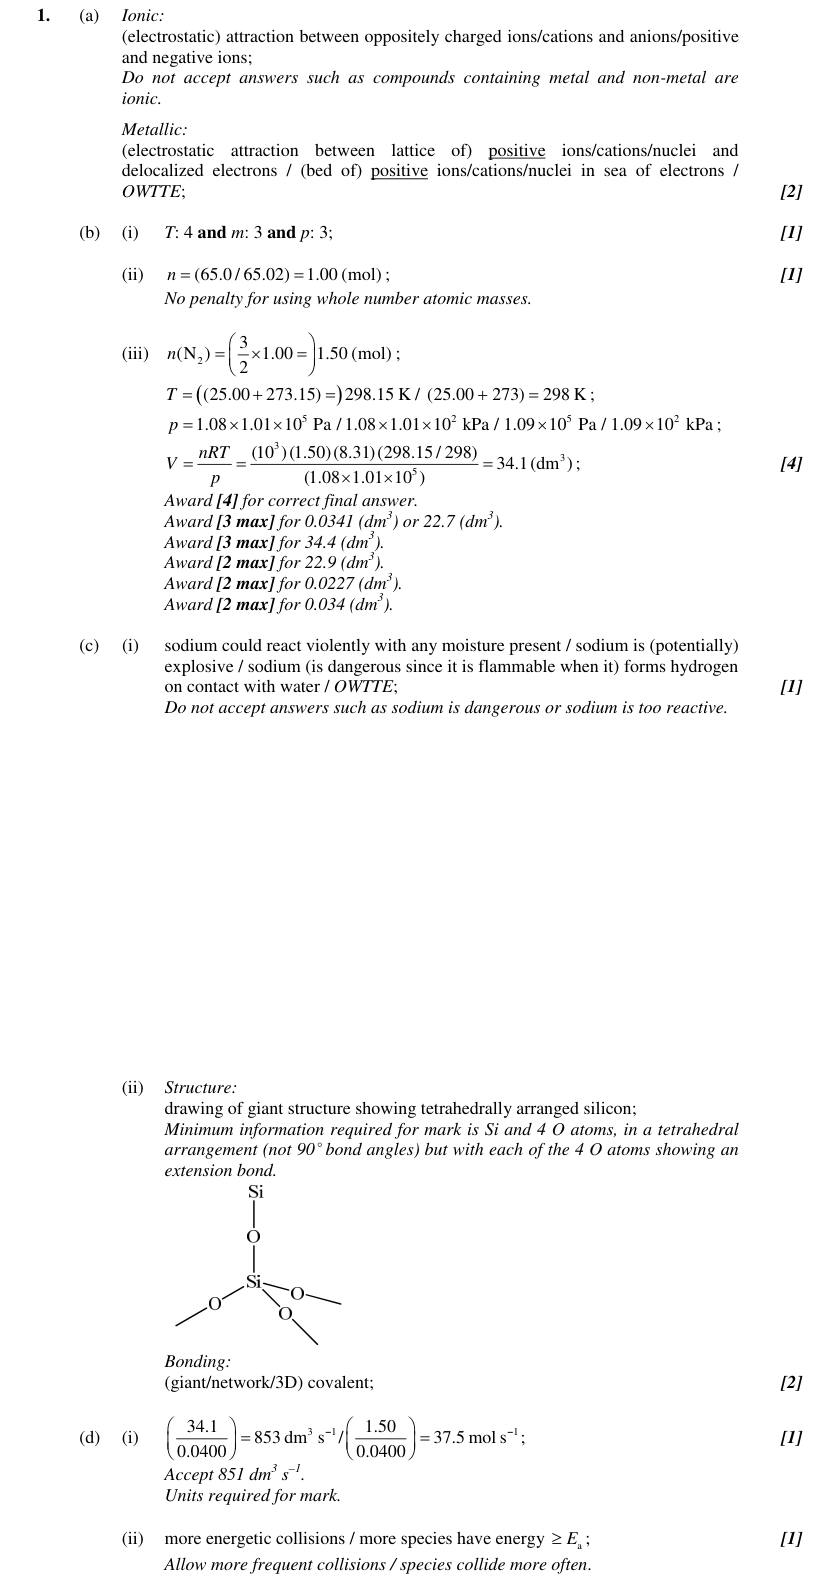 1. (a) Ionic:
(electrostatic) attraction between oppositely charged ions/cations and anions/positive
and negative ions;
Do not accept answers such as compounds containing metal and non-metal are
ionic.
Metallic:
(electrostatic attraction between lattice of) positive ions/cations/nuclei and
delocalized electrons / (bed of) positive ions/cations/nuclei in sea of electrons /
OWTTE; [2]
(b) (i) T: 4 and m: 3 and p: 3; [1]
(ii) n = (65.0 / 65.02) = 1.00 (mol) ; [1]
No penalty for using whole number atomic masses.
(iii) n(N₂) = (3/2 × 1.00 =) 1.50 (mol) ;
T = ((25.00 + 273.15) =) 298.15 K / (25.00 + 273) = 298 K ;
p = 1.08 × 1.01 × 10⁵ Pa / 1.08 × 1.01 × 10² kPa / 1.09 × 10⁵ Pa / 1.09 × 10² kPa ;
V = nRT/p = (10³)(1.50)(8.31)(298.15 / 298)/(1.08 × 1.01 × 10⁵) = 34.1 (dm³) ; [4]
Award [4] for correct final answer.
Award [3 max] for 0.0341 (dm³) or 22.7 (dm³).
Award [3 max] for 34.4 (dm³).
Award [2 max] for 22.9 (dm³).
Award [2 max] for 0.0227 (dm³).
Award [2 max] for 0.034 (dm³).
(c) (i) sodium could react violently with any moisture present / sodium is (potentially)
explosive / sodium (is dangerous since it is flammable when it) forms hydrogen
on contact with water / OWTTE; [1]
Do not accept answers such as sodium is dangerous or sodium is too reactive.
(ii) Structure:
drawing of giant structure showing tetrahedrally arranged silicon;
Minimum information required for mark is Si and 4 O atoms, in a tetrahedral
arrangement (not 90° bond angles) but with each of the 4 O atoms showing an
extension bond.
Si
O
Si
O
O
O
Bonding:
(giant/network/3D) covalent; [2]
(d) (i) (34.1/0.0400) = 853 dm³ s⁻¹ / (1.50/0.0400) = 37.5 mol s⁻¹ ; [1]
Accept 851 dm³ s⁻¹.
Units required for mark.
(ii) more energetic collisions / more species have energy ≥ Eₐ ; [1]
Allow more frequent collisions / species collide more often.